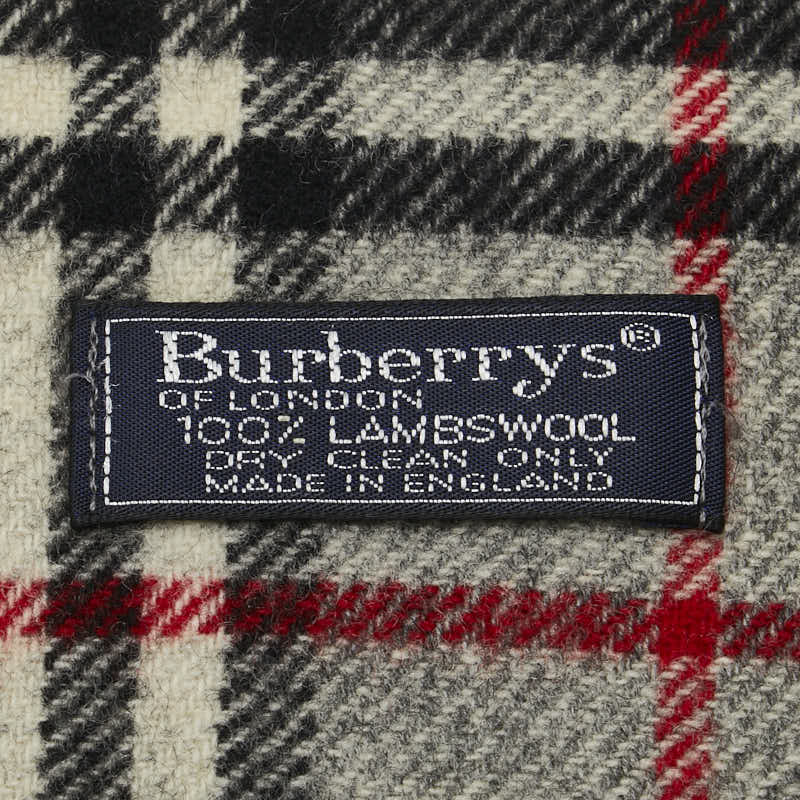 Burberrys®
OF LONDON
100% LAMBSWOOL
DRY CLEAN ONLY
MADE IN ENGLAND